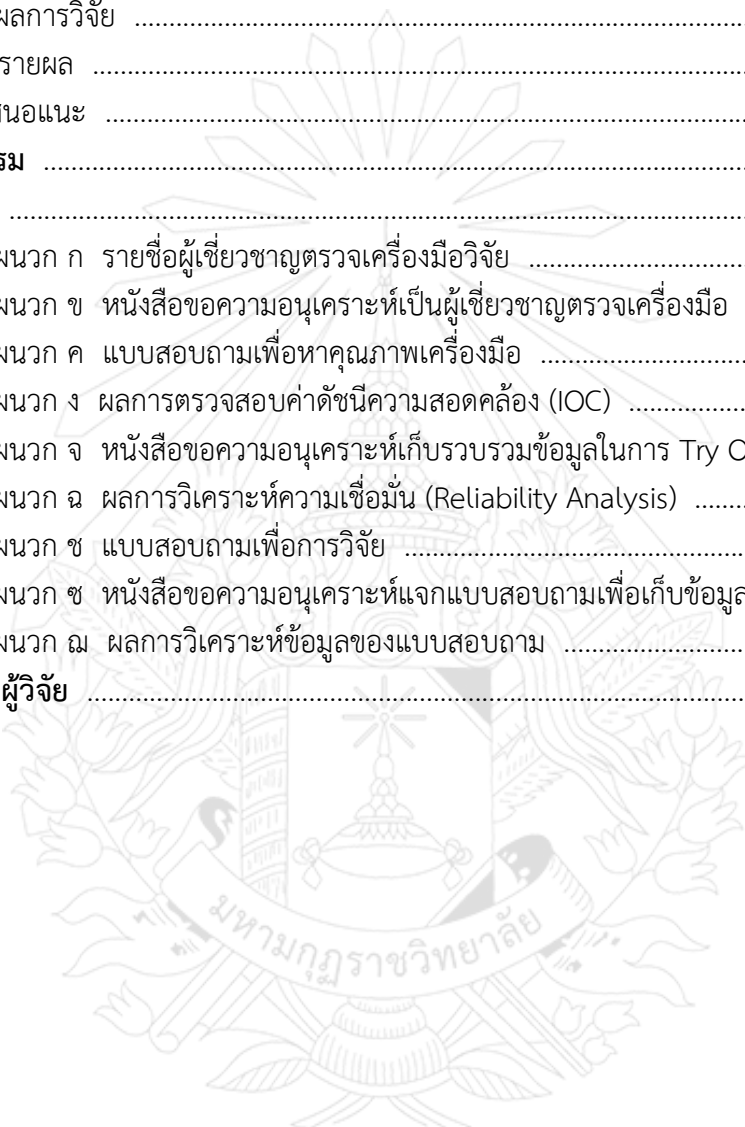 ผลการวิจัย ........................................................................................
รายผล ........................................................................................
สนอแนะ ........................................................................................
รม ........................................................................................
........................................................................................
ผนวก ก รายชื่อผู้เชี่ยวชาญตรวจเครื่องมือวิจัย ................................
ผนวก ข หนังสือขอความอนุเคราะห์เป็นผู้เชี่ยวชาญตรวจเครื่องมือ
ผนวก ค แบบสอบถามเพื่อหาคุณภาพเครื่องมือ ..............................
ผนวก ง ผลการตรวจสอบค่าดัชนีความสอดคล้อง (IOC) .................
ผนวก จ หนังสือขอความอนุเคราะห์เก็บรวบรวมข้อมูลในการ Try O
ผนวก ฉ ผลการวิเคราะห์ความเชื่อมั่น (Reliability Analysis) .......
ผนวก ช แบบสอบถามเพื่อการวิจัย ..................................................
ผนวก ซ หนังสือขอความอนุเคราะห์แจกแบบสอบถามเพื่อเก็บข้อมูล
ผนวก ฌ ผลการวิเคราะห์ข้อมูลของแบบสอบถาม ..........................
ผู้วิจัย ........................................................................................
มหามกุฏราชวิทยาลัย